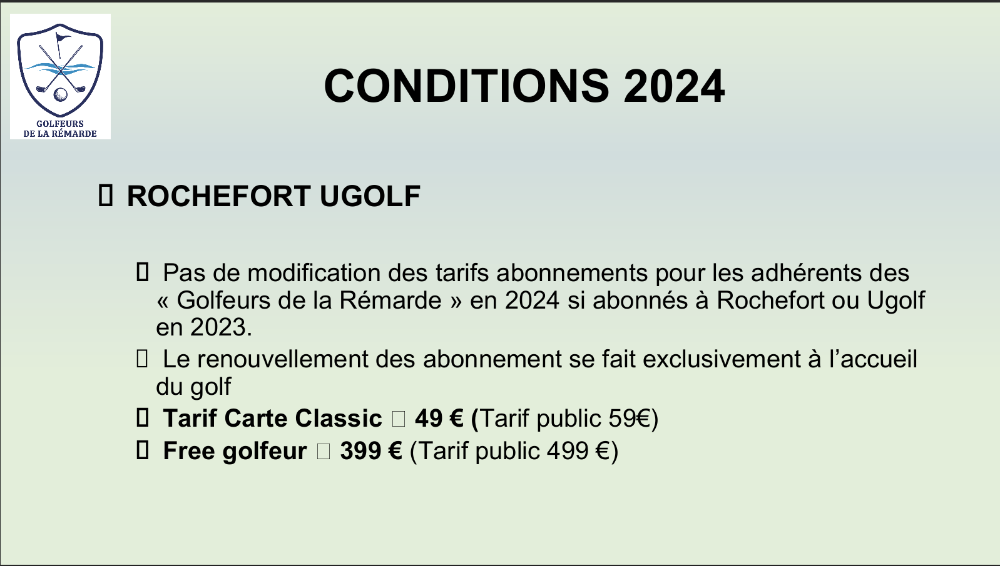 GOLFEURS
DE LA RÉMARDE
CONDITIONS 2024
ROCHEFORT UGOLF
Pas de modification des tarifs abonnements pour les adhérents des
« Golfeurs de la Rémarde » en 2024 si abonnés à Rochefort ou Ugolf
en 2023.
Le renouvellement des abonnement se fait exclusivement à l’accueil
du golf
Tarif Carte Classic 49 € (Tarif public 59€)
Free golfeur 399 € (Tarif public 499 €)